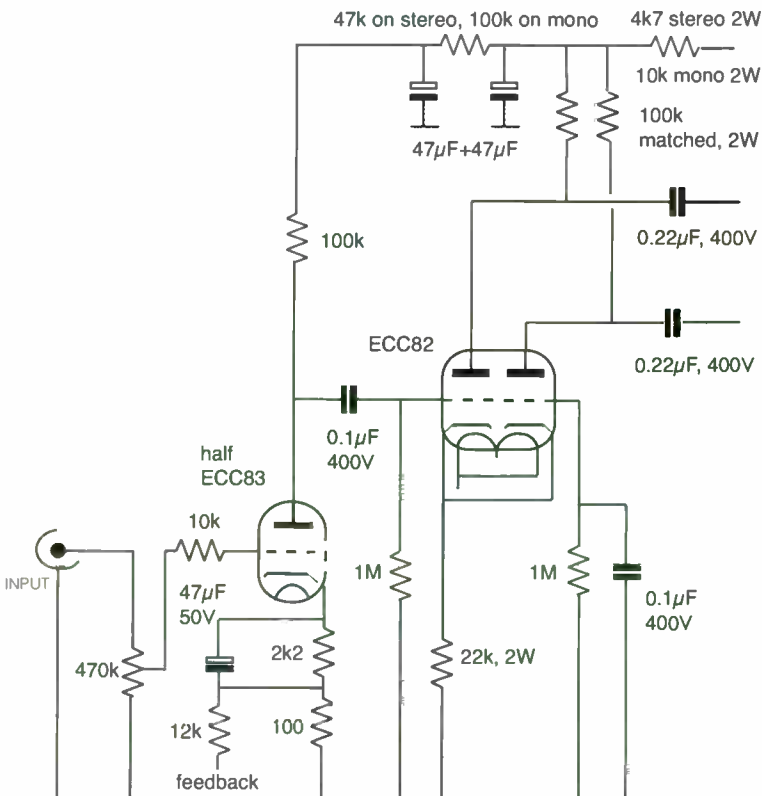 47k on stereo, 100k on mono
4k7 stereo 2W
10k mono 2W
100k
matched, 2W
47µF+47µF
100k
0.22µF, 400V
ECC82
0.22µF, 400V
0.1µF
400V
half
ECC83
10k
INPUT
47µF
50V
1M
1M
0.1µF
400V
2k2
22k, 2W
470k
12k
100
feedback